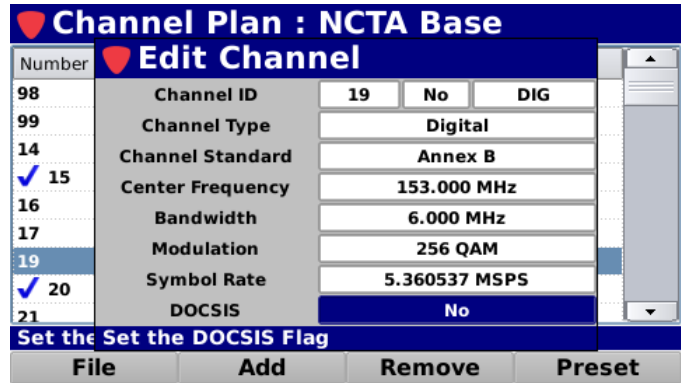 Channel Plan : NCTA Base
Number
Edit Channel
98
99
14
15
16
17
19
20
21
Channel ID 19 No DIG
Channel Type Digital
Channel Standard Annex B
Center Frequency 153.000 MHz
Bandwidth 6.000 MHz
Modulation 256 QAM
Symbol Rate 5.360537 MSPS
DOCSIS No
Set the Set the DOCSIS Flag
File Add Remove Preset